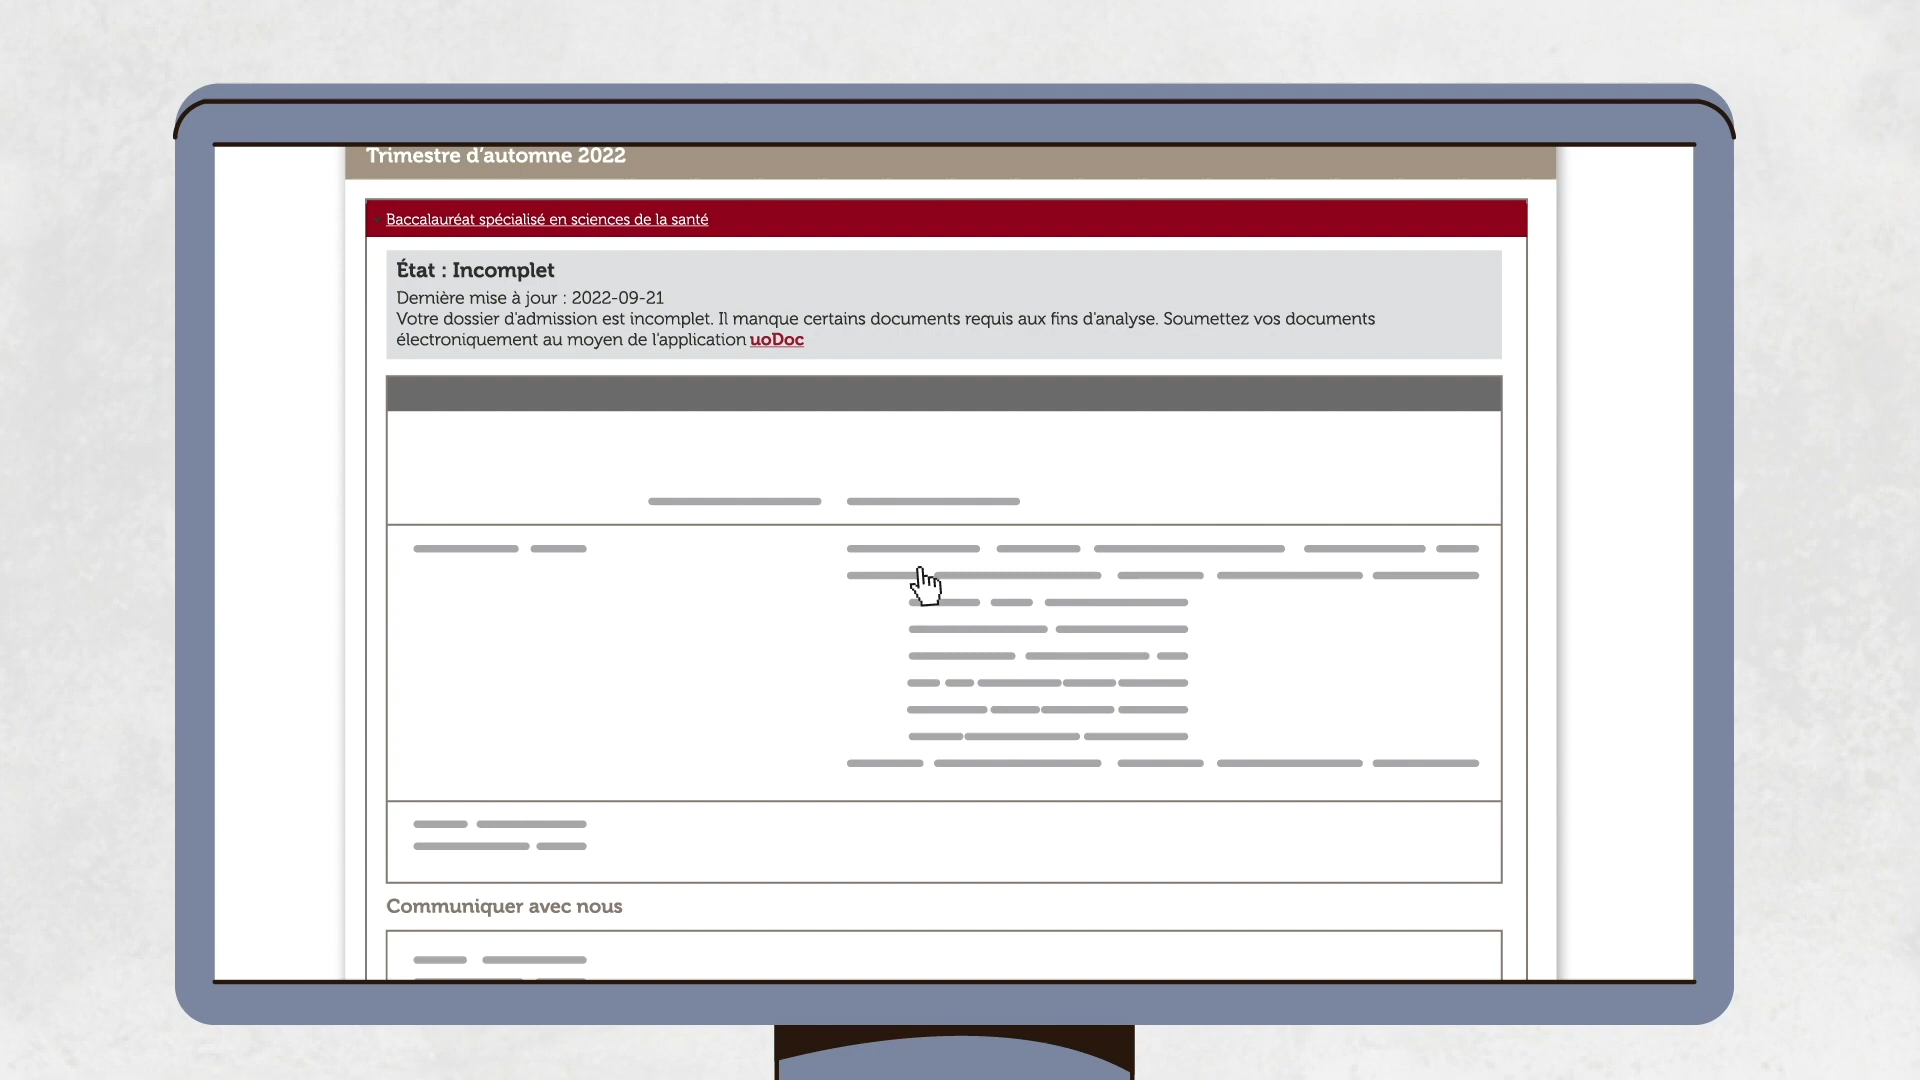 Trimestre d’automne 2022
Baccalauréat spécialisé en sciences de la santé
État : Incomplet
Dernière mise à jour : 2022-09-21
Votre dossier d'admission est incomplet. Il manque certains documents requis aux fins d'analyse. Soumettez vos documents
électroniquement au moyen de l'application uoDoc
Communiquer avec nous